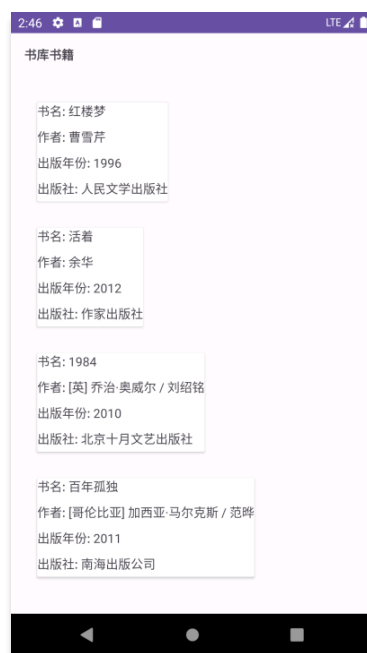 2:46
LTE
书库书籍
书名: 红楼梦
作者: 曹雪芹
出版年份: 1996
出版社: 人民文学出版社
书名: 活着
作者: 余华
出版年份: 2012
出版社: 作家出版社
书名: 1984
作者: [英] 乔治·奥威尔 / 刘绍铭
出版年份: 2010
出版社: 北京十月文艺出版社
书名: 百年孤独
作者: [哥伦比亚] 加西亚·马尔克斯 / 范晔
出版年份: 2011
出版社: 南海出版公司